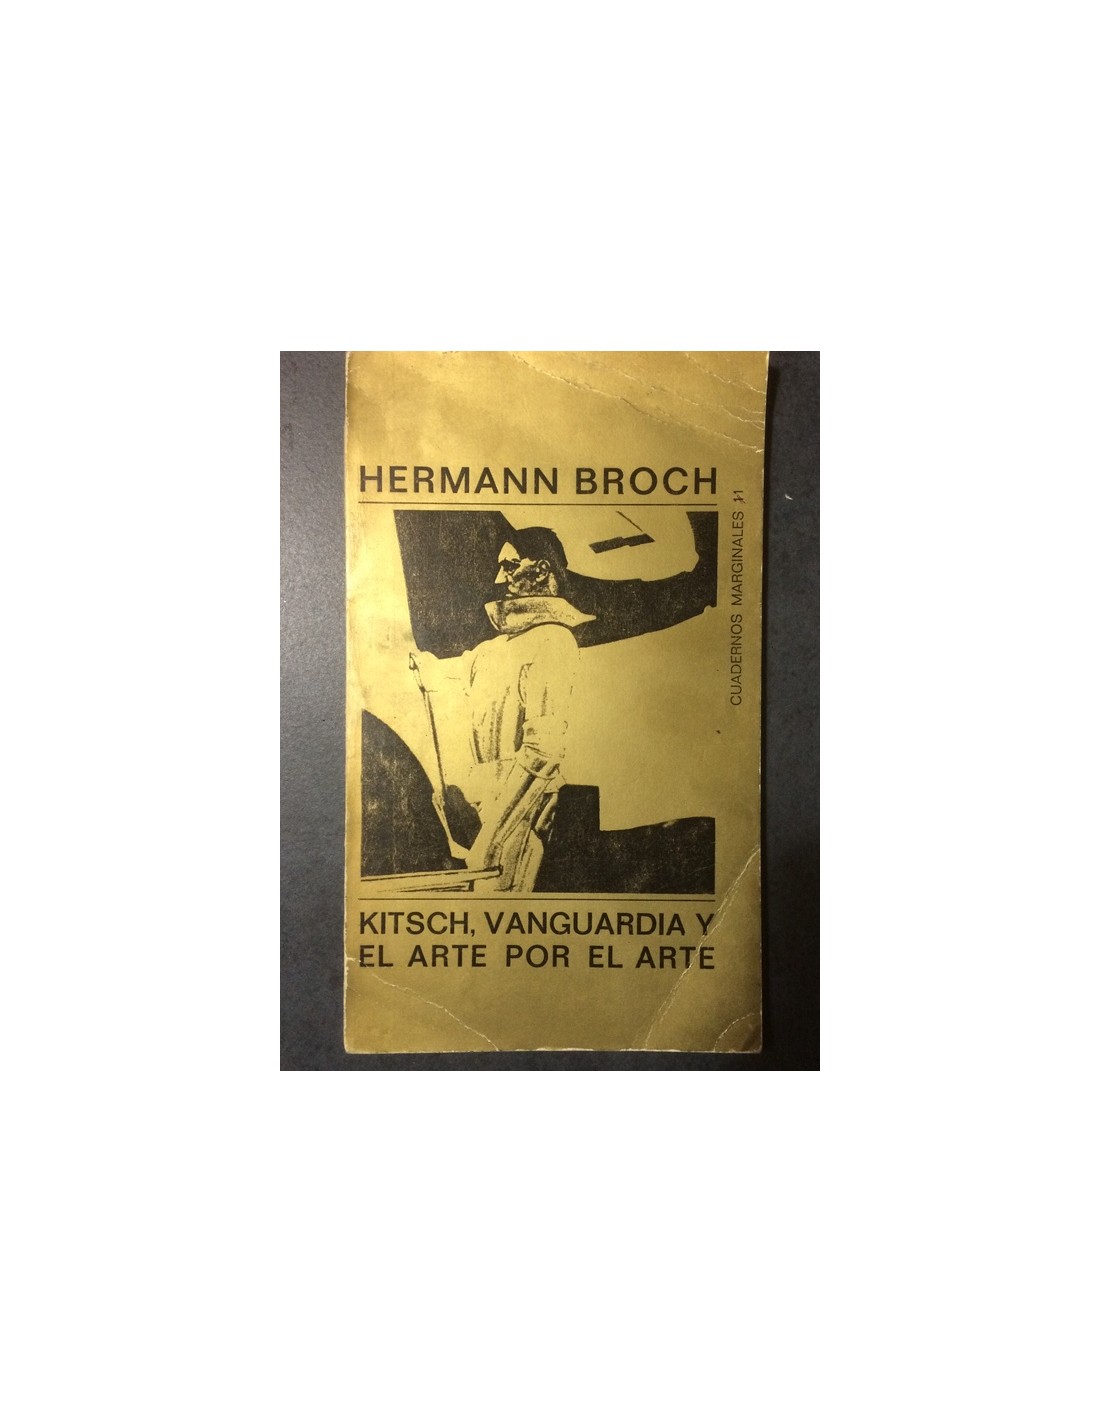 HERMANN BROCH
CUADERNOS MARGINALES 11
KITSCH, VANGUARDIA Y
EL ARTE POR EL ARTE